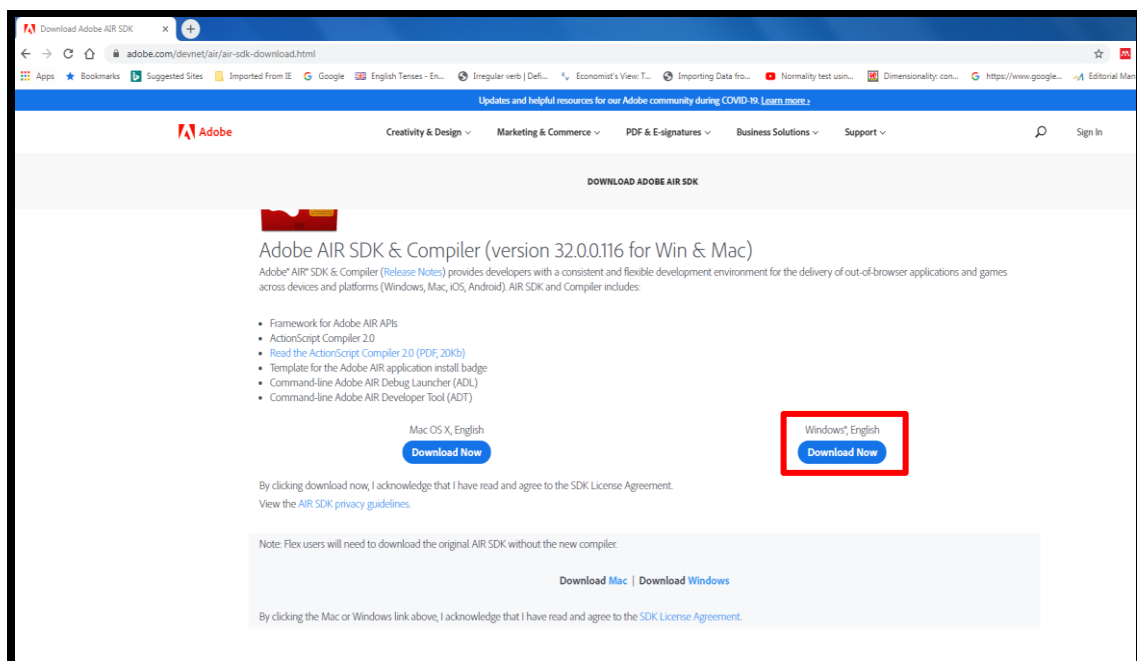 Download Adobe AIR SDK
adobe.com/devnet/air/air-sdk-download.html
Apps Bookmarks Suggested Sites Imported From IE Google English Tenses - En... Irregular verb | Defi... Economist's View: T... Importing Data fro... Normality test usin... Dimensionality: con... https://www.google... Editorial Man
Updates and helpful resources for our Adobe community during COVID-19. Learn more ›
Adobe Creativity & Design Marketing & Commerce PDF & E-signatures Business Solutions Support Sign In
DOWNLOAD ADOBE AIR SDK
Adobe AIR SDK & Compiler (version 32.0.0.116 for Win & Mac)
Adobe® AIR® SDK & Compiler (Release Notes) provides developers with a consistent and flexible development environment for the delivery of out-of-browser applications and games
across devices and platforms (Windows, Mac, iOS, Android). AIR SDK and Compiler includes:
• Framework for Adobe AIR APIs
• ActionScript Compiler 2.0
• Read the ActionScript Compiler 2.0 (PDF, 20Kb)
• Template for the Adobe AIR application install badge
• Command-line Adobe AIR Debug Launcher (ADL)
• Command-line Adobe AIR Developer Tool (ADT)
Mac OS X, English Windows®, English
Download Now Download Now
By clicking download now, I acknowledge that I have read and agree to the SDK License Agreement.
View the AIR SDK privacy guidelines.
Note: Flex users will need to download the original AIR SDK without the new compiler.
Download Mac | Download Windows
By clicking the Mac or Windows link above, I acknowledge that I have read and agree to the SDK License Agreement.